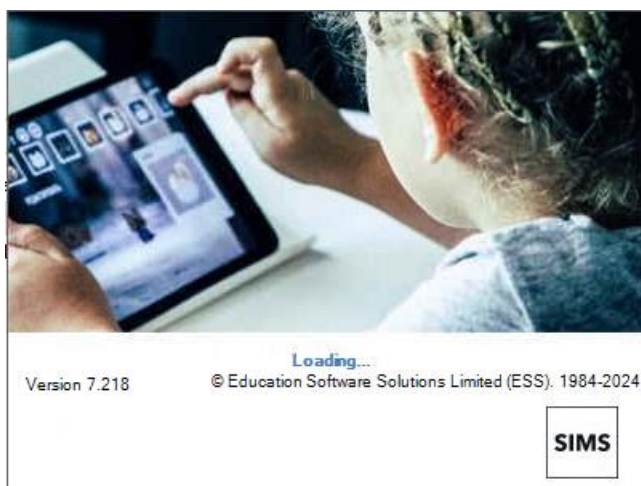 Loading...
Version 7.218
© Education Software Solutions Limited (ESS). 1984-2024
SIMS